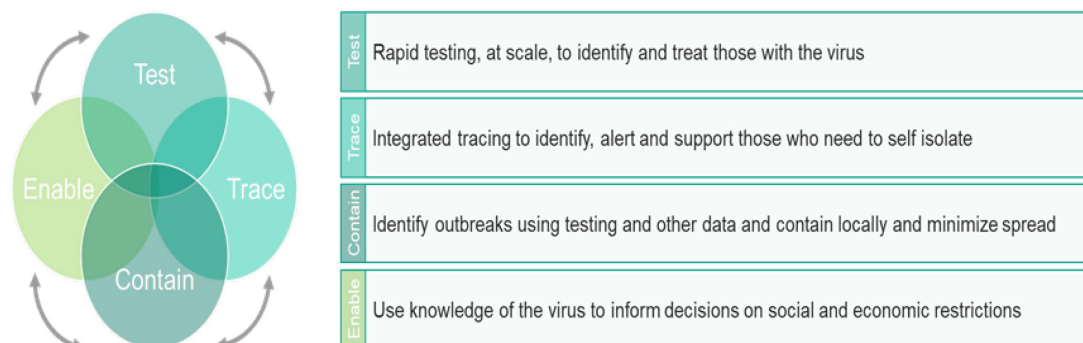 Test
Enable
Trace
Contain
Test
Rapid testing, at scale, to identify and treat those with the virus
Trace
Integrated tracing to identify, alert and support those who need to self isolate
Contain
Identify outbreaks using testing and other data and contain locally and minimize spread
Enable
Use knowledge of the virus to inform decisions on social and economic restrictions